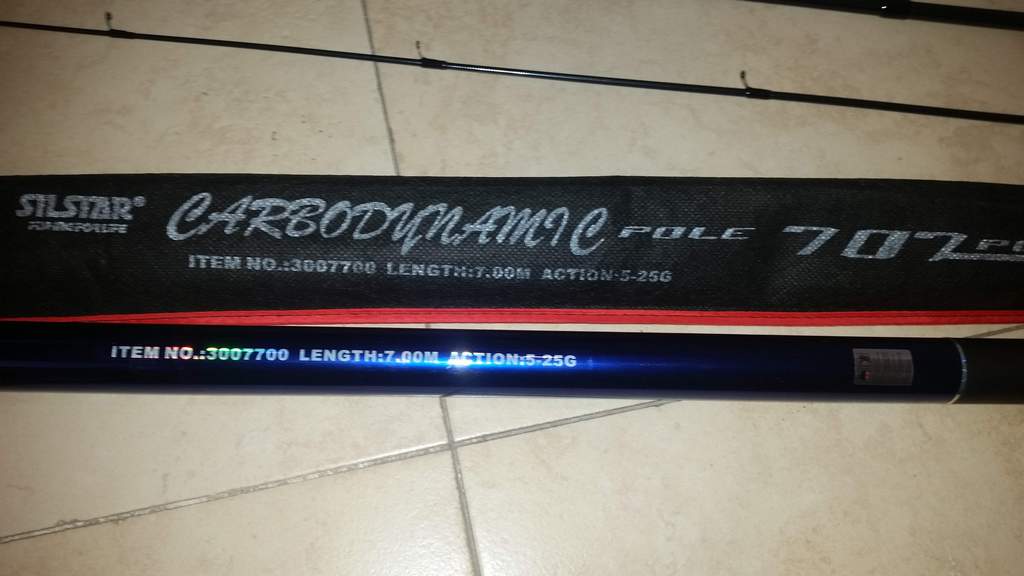 SILSTAR®
CARBODYNAMIC POLE 707
ITEM NO.:3007700 LENGTH:7.00M ACTION:5-25G
ITEM NO.:3007700 LENGTH:7.00M ACTION:5-25G